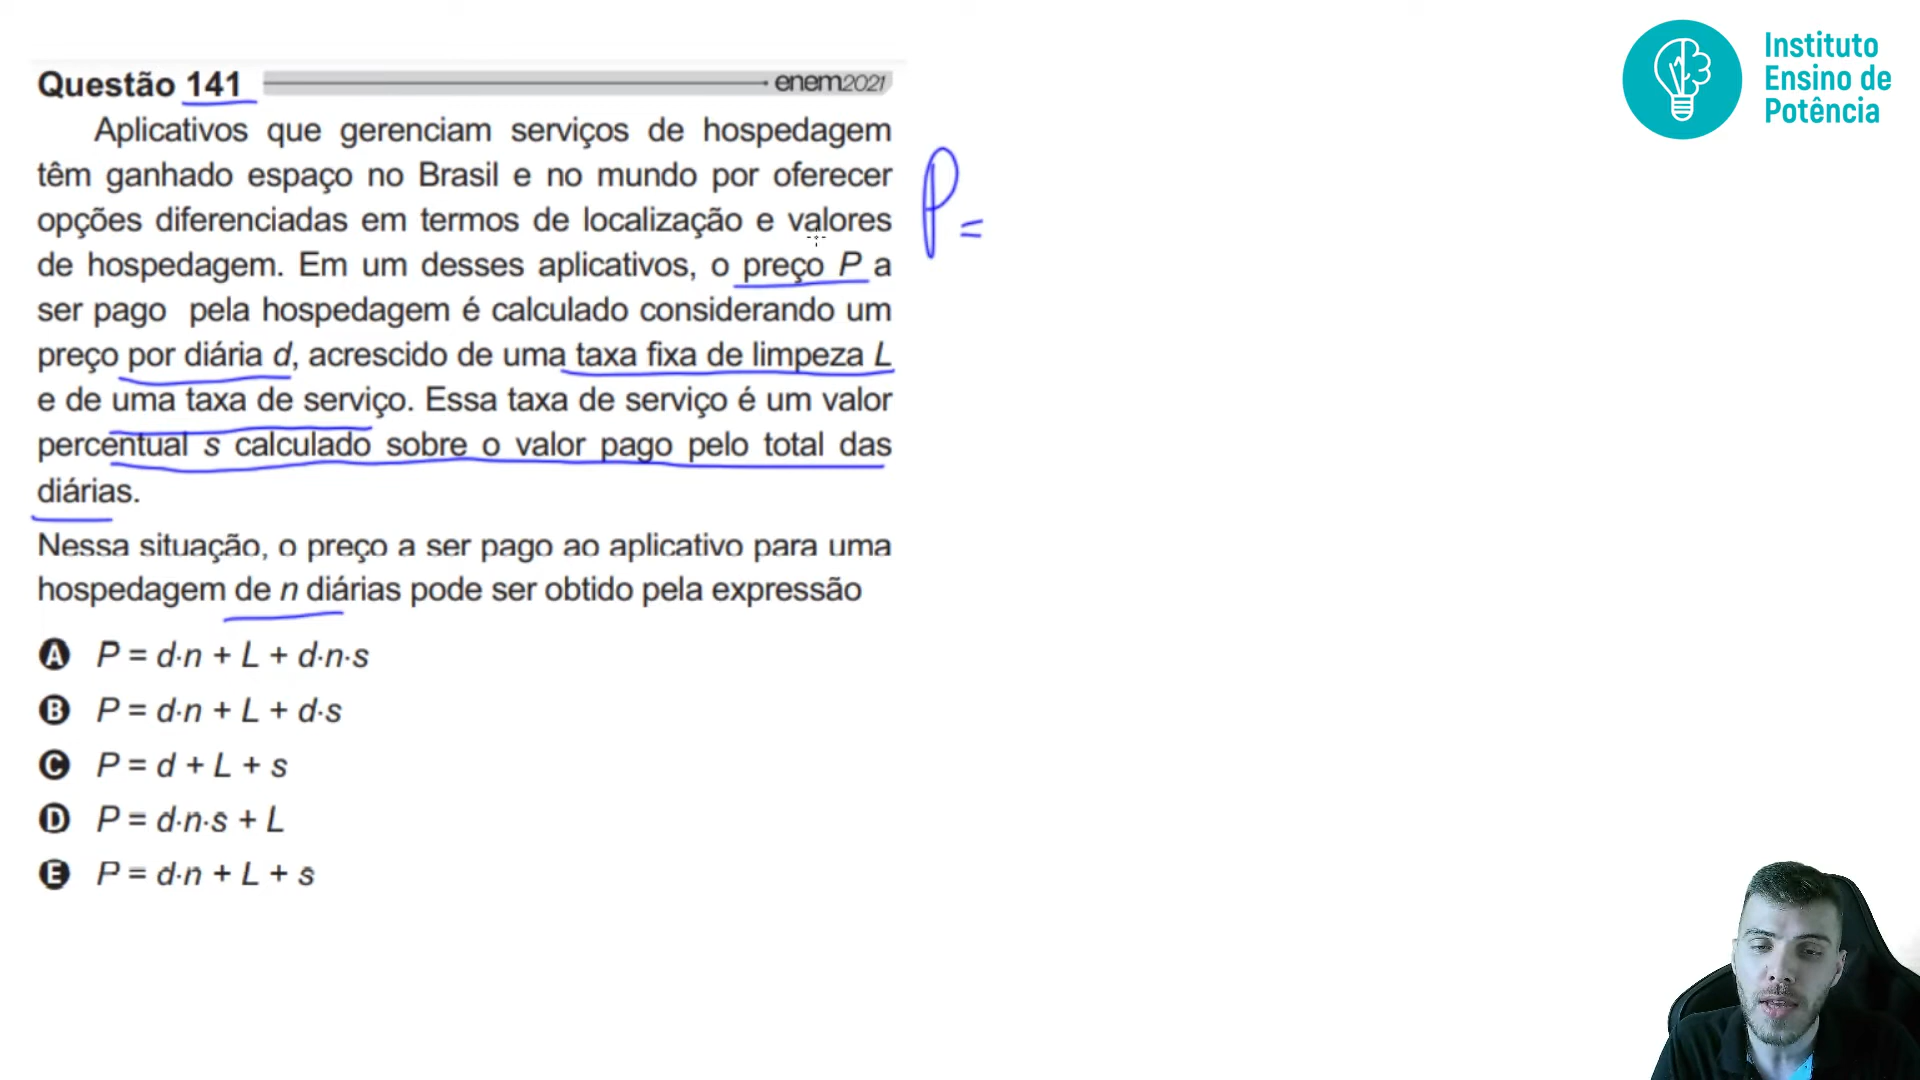 Instituto
Ensino de
Potência
Questão 141
enem2021
Aplicativos que gerenciam serviços de hospedagem
têm ganhado espaço no Brasil e no mundo por oferecer
opções diferenciadas em termos de localização e valores
de hospedagem. Em um desses aplicativos, o preço P a
ser pago pela hospedagem é calculado considerando um
preço por diária d, acrescido de uma taxa fixa de limpeza L
e de uma taxa de serviço. Essa taxa de serviço é um valor
percentual s calculado sobre o valor pago pelo total das
diárias.
Nessa situação, o preço a ser pago ao aplicativo para uma
hospedagem de n diárias pode ser obtido pela expressão
A P = d·n + L + d·n·s
B P = d·n + L + d·s
C P = d + L + s
D P = d·n·s + L
E P = d·n + L + s
P =